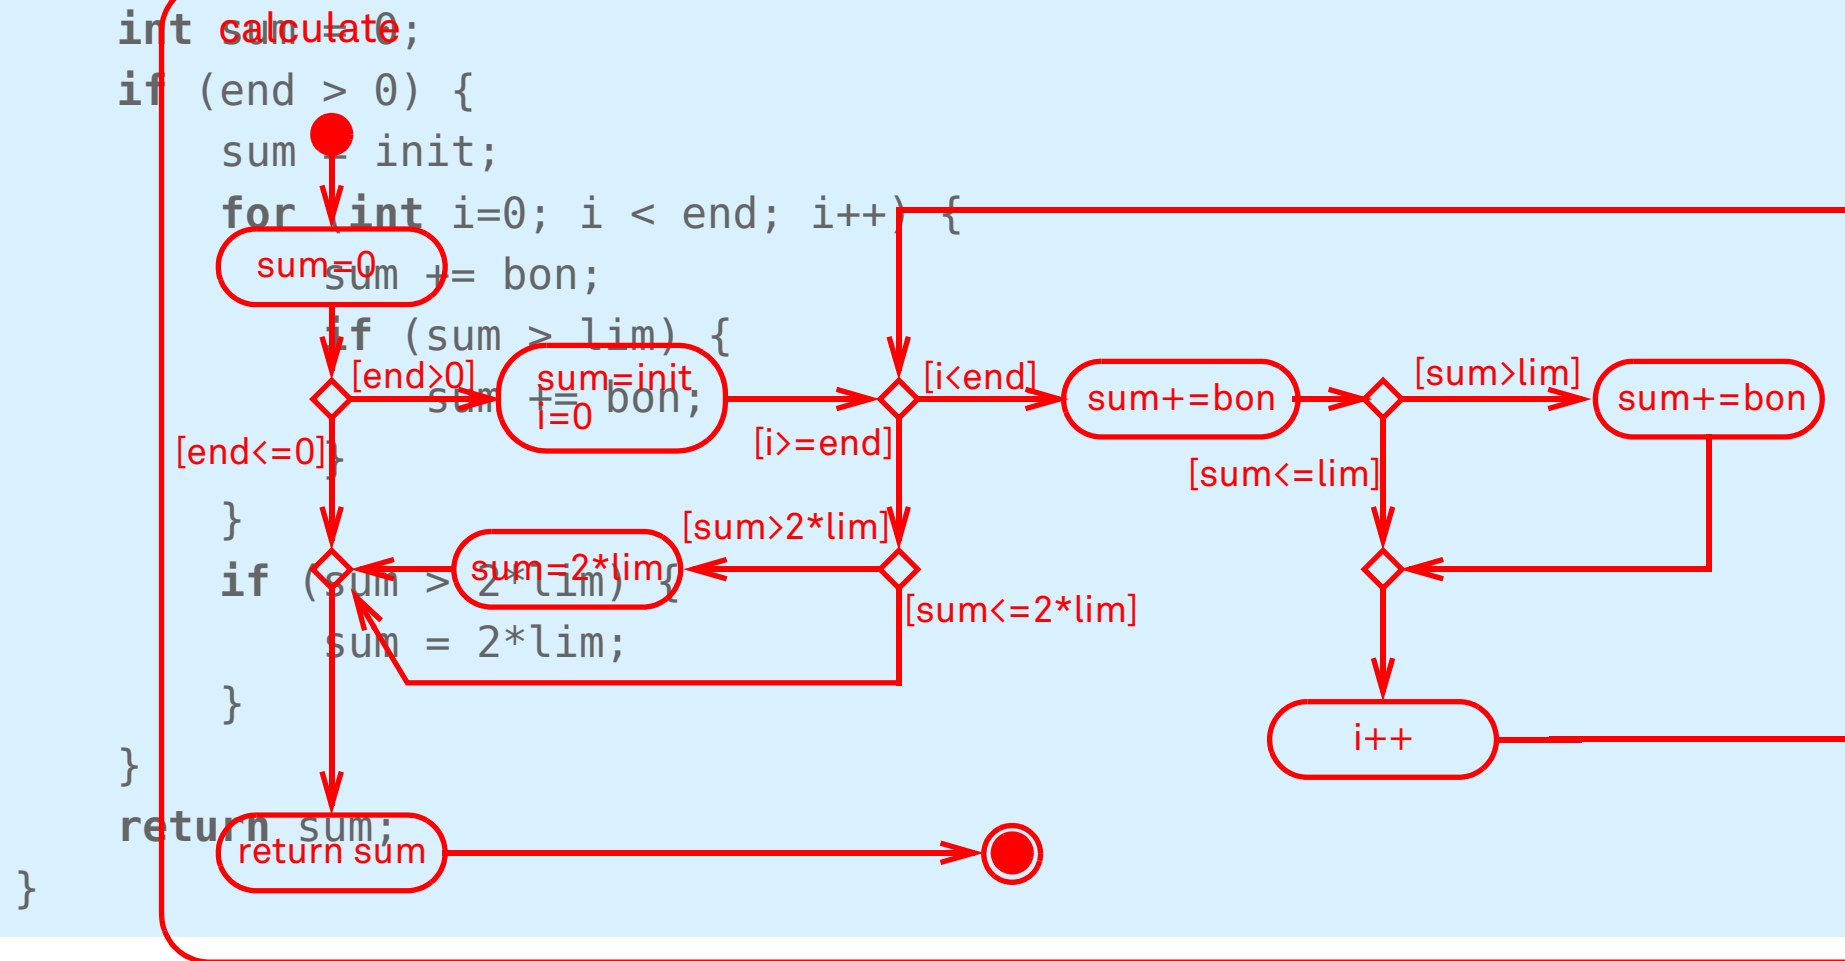 int sum = 0;
calculate
if (end > 0) {
sum = init;
for (int i=0; i < end; i++) {
sum=0
sum += bon;
if (sum > lim) {
[end>0]
sum=init
i=0
[i<end]
sum+=bon
[sum>lim]
sum+=bon
sum += bon;
[end<=0]
}
[i>=end]
[sum<=lim]
}
[sum>2*lim]
sum=2*lim
if (sum > 2*lim) {
[sum<=2*lim]
sum = 2*lim;
}
i++
}
return sum;
return sum
}